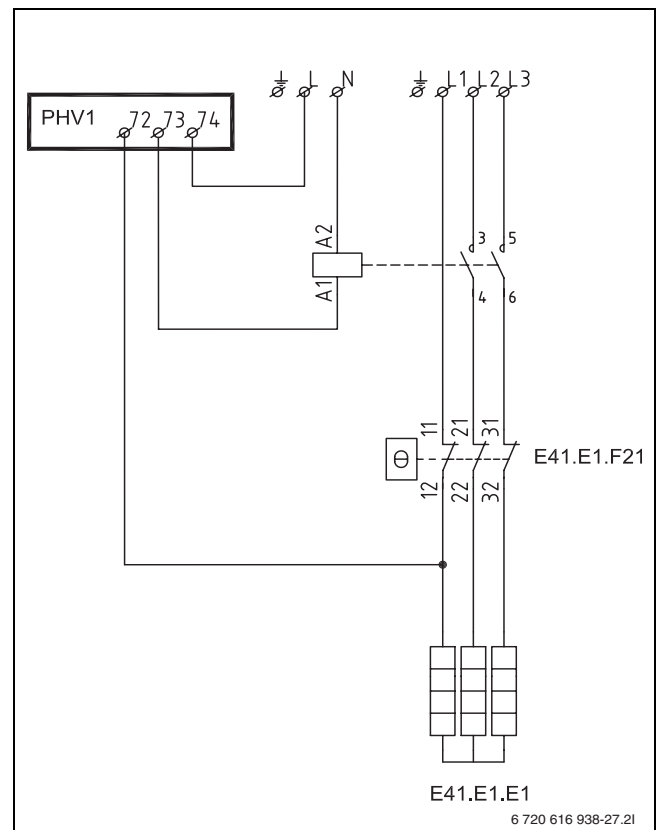 ⏚ L N ⏚ L1 L2 L3
PHV1 72 73 74
A2
3 5
A1
4 6
11 21 31
Θ E41.E1.F21
12 22 32
E41.E1.E1
6 720 616 938-27.2I